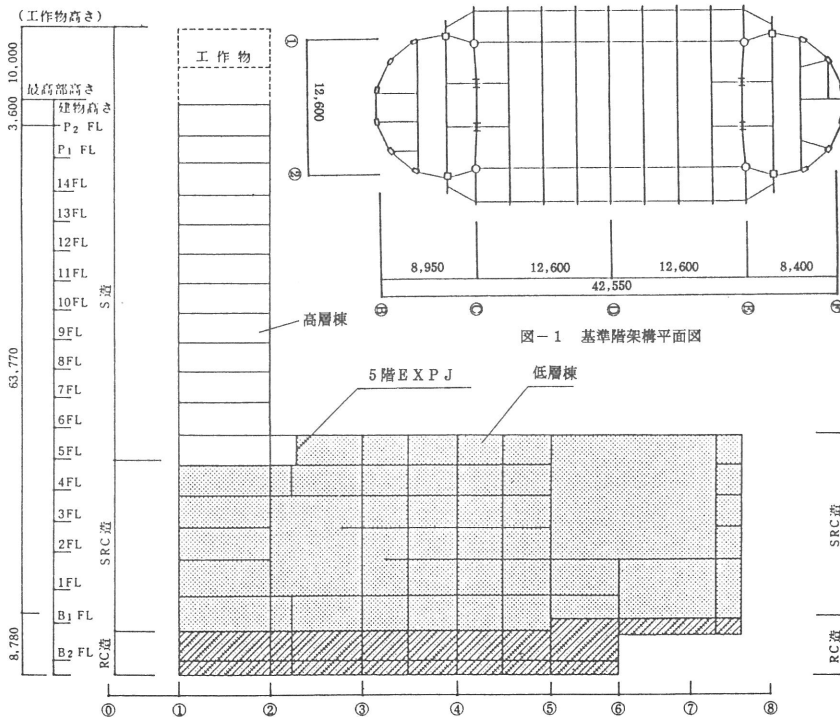 (工作物高さ)
10,000
工作物
最高部高さ
3,600
建物高さ
P2 FL
P1 FL
14FL
13FL
12FL
11FL
10FL
9FL
8FL
7FL
6FL
5FL
4FL
3FL
2FL
1FL
B1 FL
B2 FL
63,770
8,780
S造
SRC造
RC造
高層棟
5階EXPJ
低層棟
SRC造
RC造
⓪ ① ② ③ ④ ⑤ ⑥ ⑦ ⑧
①
12,600
②
8,950 12,600 12,600 8,400
42,550
Ⓑ Ⓒ Ⓓ Ⓔ
図-1 基準階架構平面図